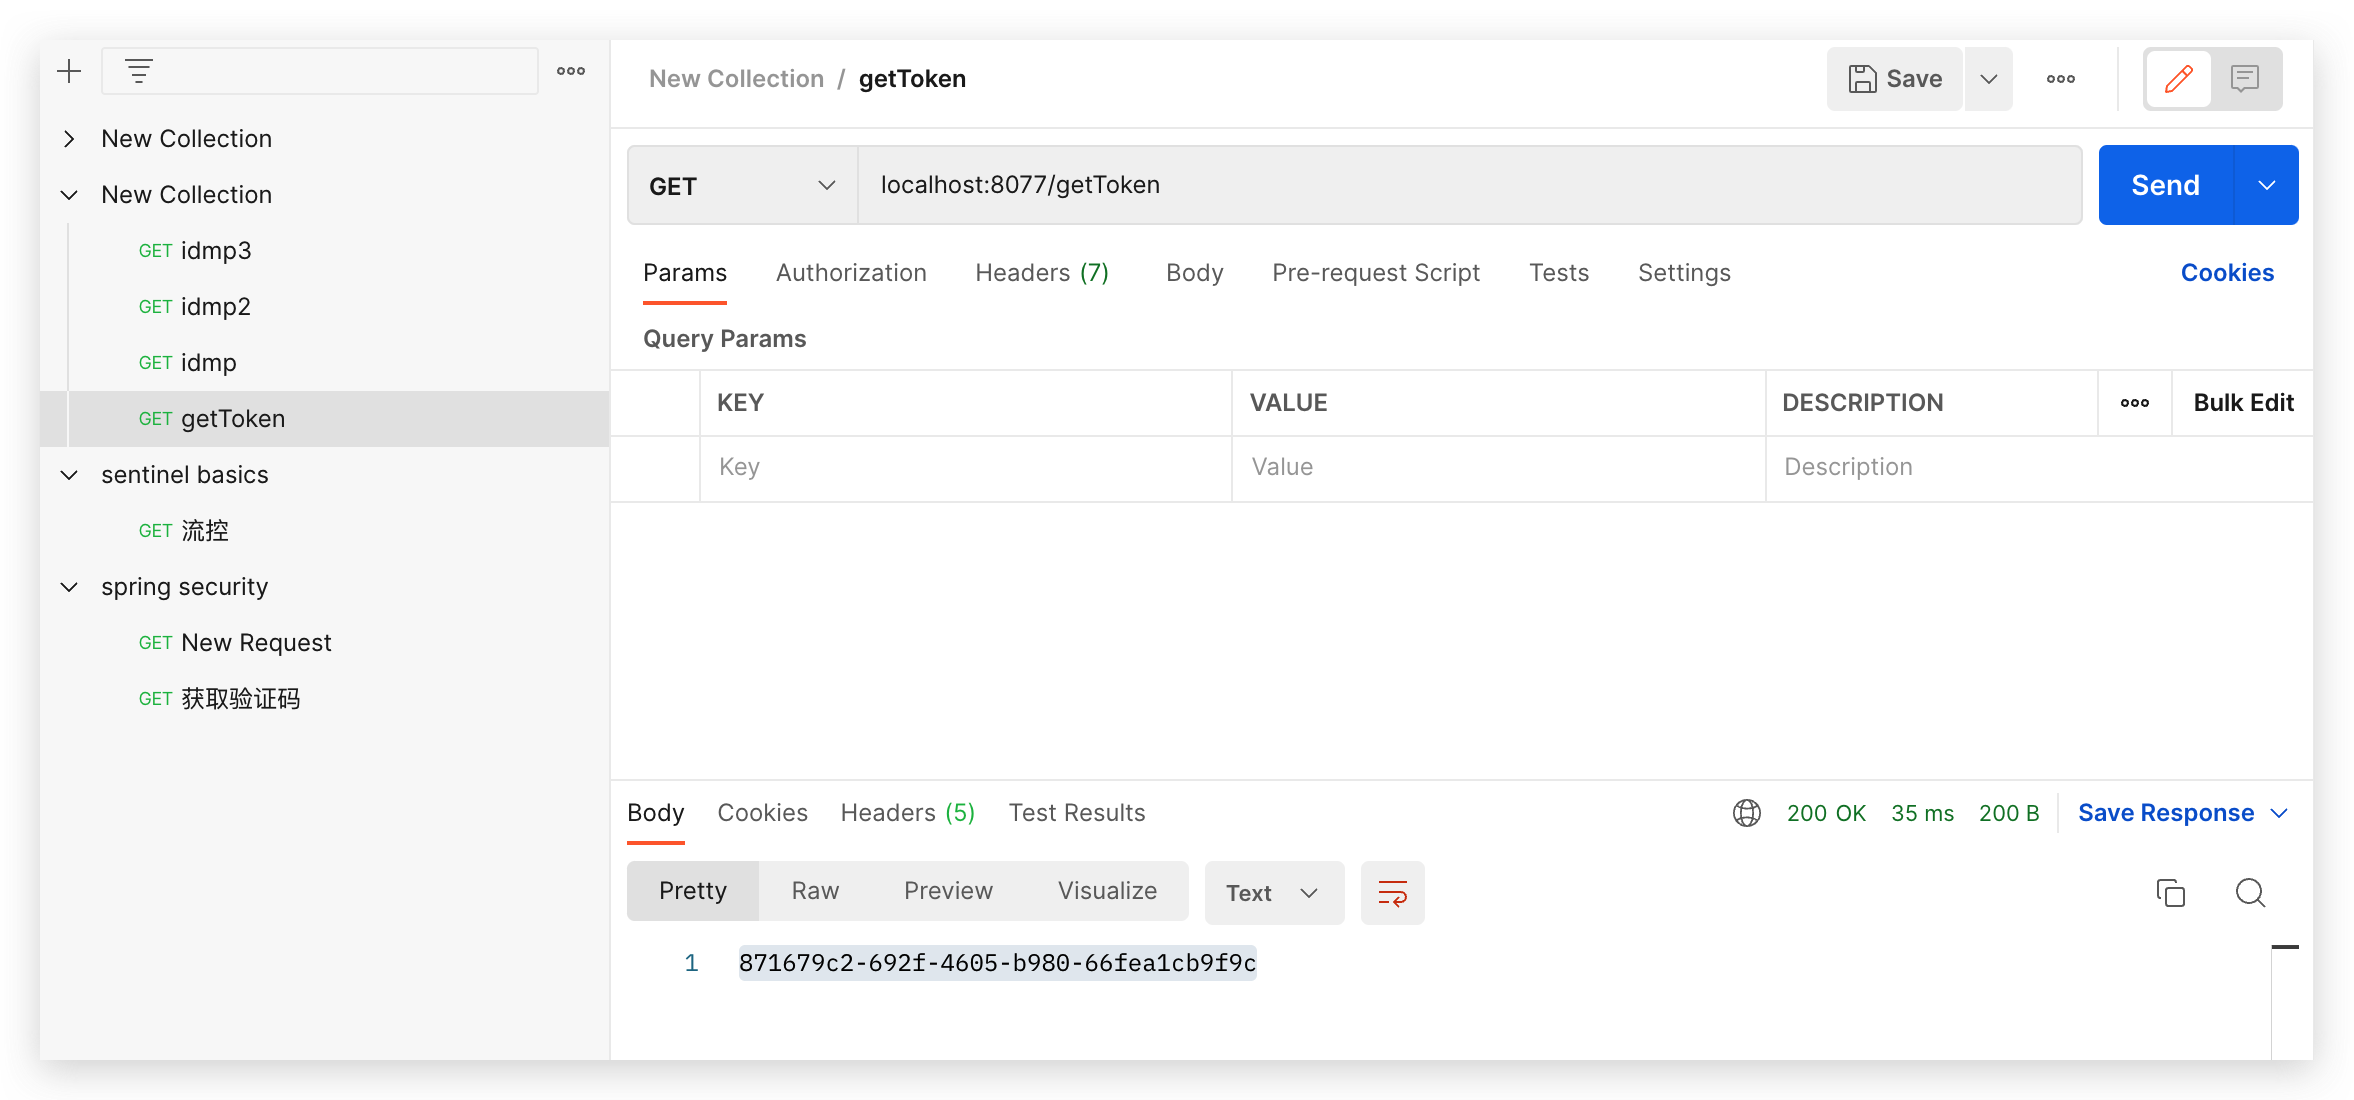 New Collection
New Collection
GET idmp3
GET idmp2
GET idmp
GET getToken
sentinel basics
GET 流控
spring security
GET New Request
GET 获取验证码
New Collection / getToken
Save
GET localhost:8077/getToken Send
Params Authorization Headers (7) Body Pre-request Script Tests Settings Cookies
Query Params
KEY VALUE DESCRIPTION Bulk Edit
Key Value Description
Body Cookies Headers (5) Test Results 200 OK 35 ms 200 B Save Response
Pretty Raw Preview Visualize Text
1 871679c2-692f-4605-b980-66fea1cb9f9c